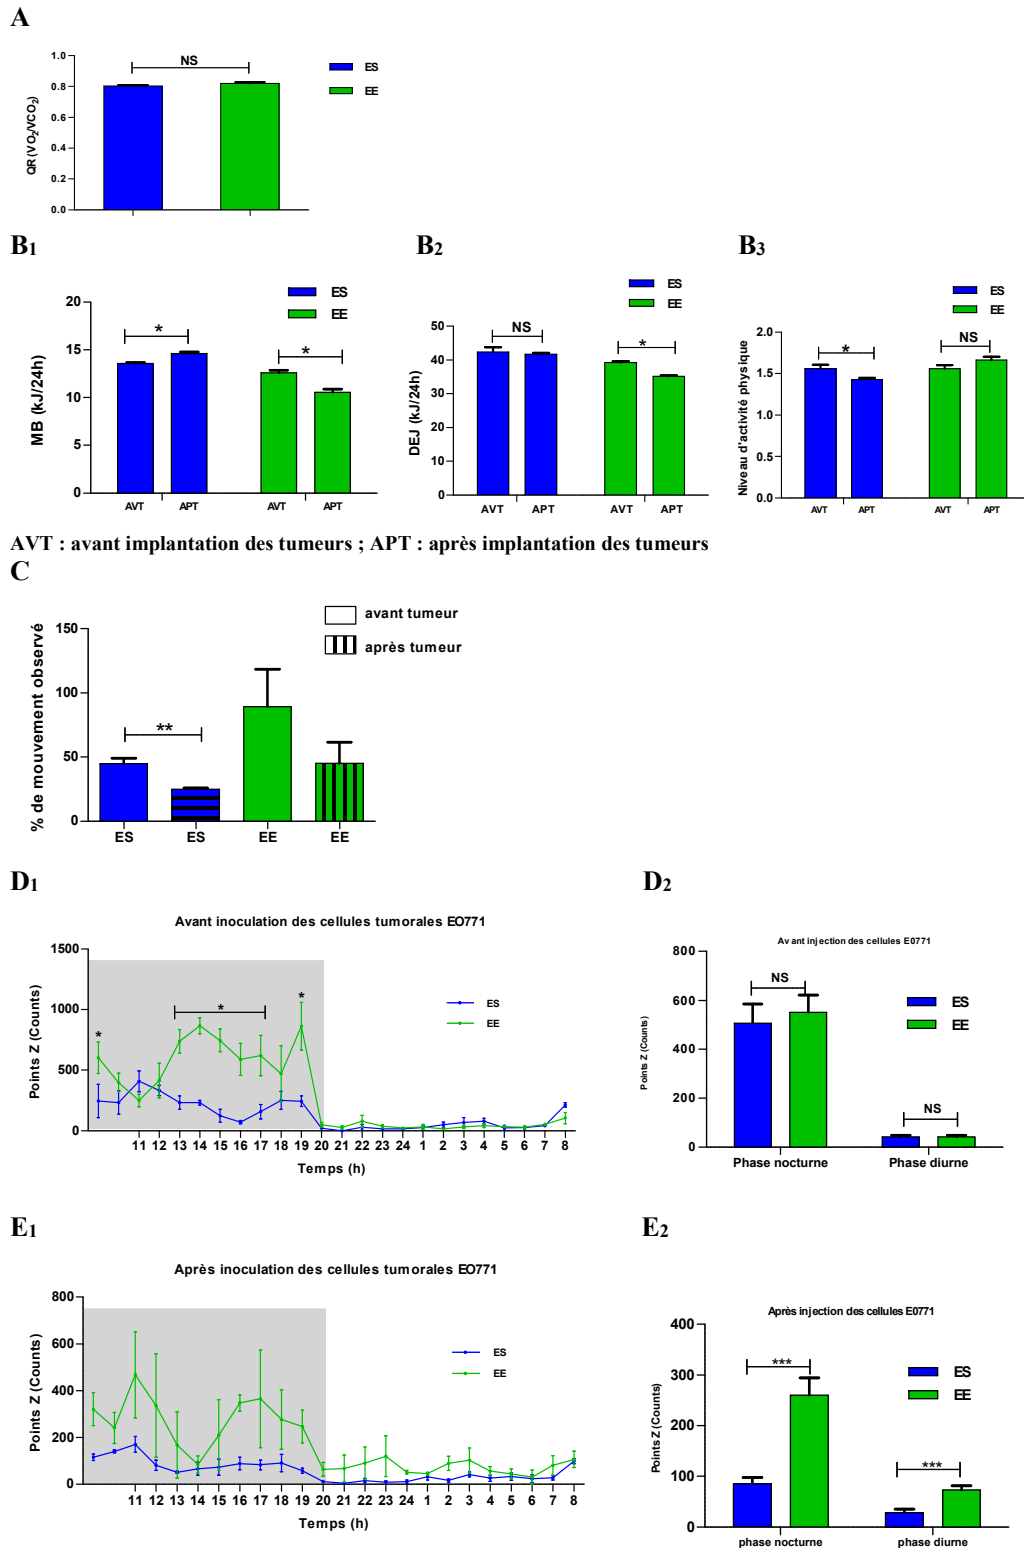 A
1.0
0.8
0.6
0.4
0.2
0.0
QR (VO2/VCO2)
NS
ES
EE
B1
B2
B3
ES
EE
20
15
10
5
0
MB (kJ/24h)
*
*
AVT
APT
AVT
APT
ES
EE
50
40
30
20
10
0
DEJ (kJ/24h)
NS
*
AVT
APT
AVT
APT
ES
EE
2.0
1.5
1.0
0.5
0.0
Niveau d'activité physique
*
NS
AVT
APT
AVT
APT
AVT : avant implantation des tumeurs ; APT : après implantation des tumeurs
C
avant tumeur
après tumeur
150
100
50
0
% de mouvement observé
**
ES
ES
EE
EE
D1
D2
Avant inoculation des cellules tumorales EO771
1500
1000
500
0
Points Z (Counts)
*
*
*
ES
EE
11 12 13 14 15 16 17 18 19 20 21 22 23 24 1 2 3 4 5 6 7 8
Temps (h)
Avant injection des cellules E0771
800
600
400
200
0
Points Z (Counts)
NS
NS
ES
EE
Phase nocturne
Phase diurne
E1
E2
Après inoculation des cellules tumorales EO771
800
600
400
200
0
Points Z (Counts)
ES
EE
11 12 13 14 15 16 17 18 19 20 21 22 23 24 1 2 3 4 5 6 7 8
Temps (h)
Après injection des cellules E0771
400
300
200
100
0
Points Z (Counts)
***
***
ES
EE
phase nocturne
phase diurne